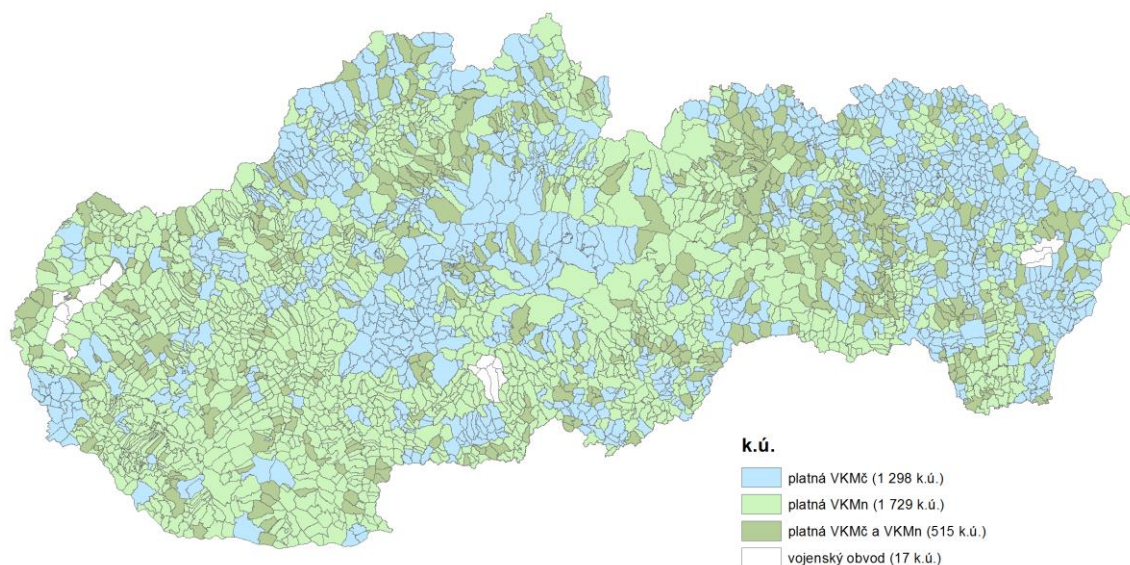 k.ú.
platná VKMč (1 298 k.ú.)
platná VKMn (1 729 k.ú.)
platná VKMč a VKMn (515 k.ú.)
vojenský obvod (17 k.ú.)